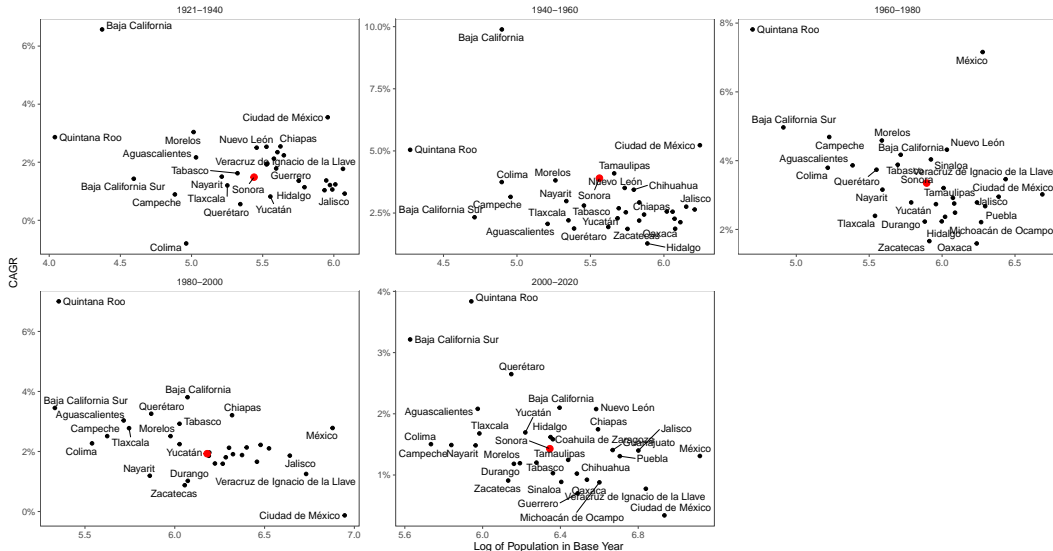 1921−1940
1940−1960
1960−1980
CAGR
6%
4%
2%
0%
Baja California
Ciudad de México
Quintana Roo
Morelos
Nuevo León
Chiapas
Aguascalientes
Tabasco
Veracruz de Ignacio de la Llave
Baja California Sur
Nayarit
Guerrero
Campeche
Tlaxcala
Sonora
Hidalgo
Querétaro
Yucatán
Jalisco
Colima
4.0 4.5 5.0 5.5 6.0
10.0%
7.5%
5.0%
2.5%
Baja California
Quintana Roo
Ciudad de México
Tamaulipas
Colima
Morelos
Nuevo León
Sonora
Chihuahua
Campeche
Nayarit
Jalisco
Baja California Sur
Tlaxcala
Tabasco
Chiapas
Yucatán
Aguascalientes
Querétaro
Zacatecas
Oaxaca
Hidalgo
4.5 5.0 5.5 6.0
8%
6%
4%
2%
Quintana Roo
México
Baja California Sur
Campeche
Morelos
Nuevo León
Baja California
Aguascalientes
Sinaloa
Tabasco
Colima
Veracruz de Ignacio de la Llave
Sonora
Querétaro
Ciudad de México
Nayarit
Tamaulipas
Jalisco
Yucatán
Tlaxcala
Puebla
Durango
Michoacán de Ocampo
Hidalgo
Zacatecas
Oaxaca
5.0 5.5 6.0 6.5
1980−2000
2000−2020
6%
4%
2%
0%
Quintana Roo
Baja California
Baja California Sur
Querétaro
Chiapas
Aguascalientes
Campeche
Morelos
Tabasco
México
Colima
Tlaxcala
Yucatán
Nayarit
Durango
Jalisco
Veracruz de Ignacio de la Llave
Zacatecas
Ciudad de México
5.5 6.0 6.5 7.0
4%
3%
2%
1%
Quintana Roo
Baja California Sur
Querétaro
Baja California
Aguascalientes
Nuevo León
Yucatán
Tlaxcala
Hidalgo
Chiapas
Jalisco
Colima
Sonora
Coahuila de Zaragoza
Guanajuato
Campeche
Nayarit
Morelos
Tamaulipas
Puebla
México
Durango
Tabasco
Chihuahua
Zacatecas
Sinaloa
Oaxaca
Veracruz de Ignacio de la Llave
Guerrero
Ciudad de México
Michoacán de Ocampo
5.6 6.0 6.4 6.8
Log of Population in Base Year